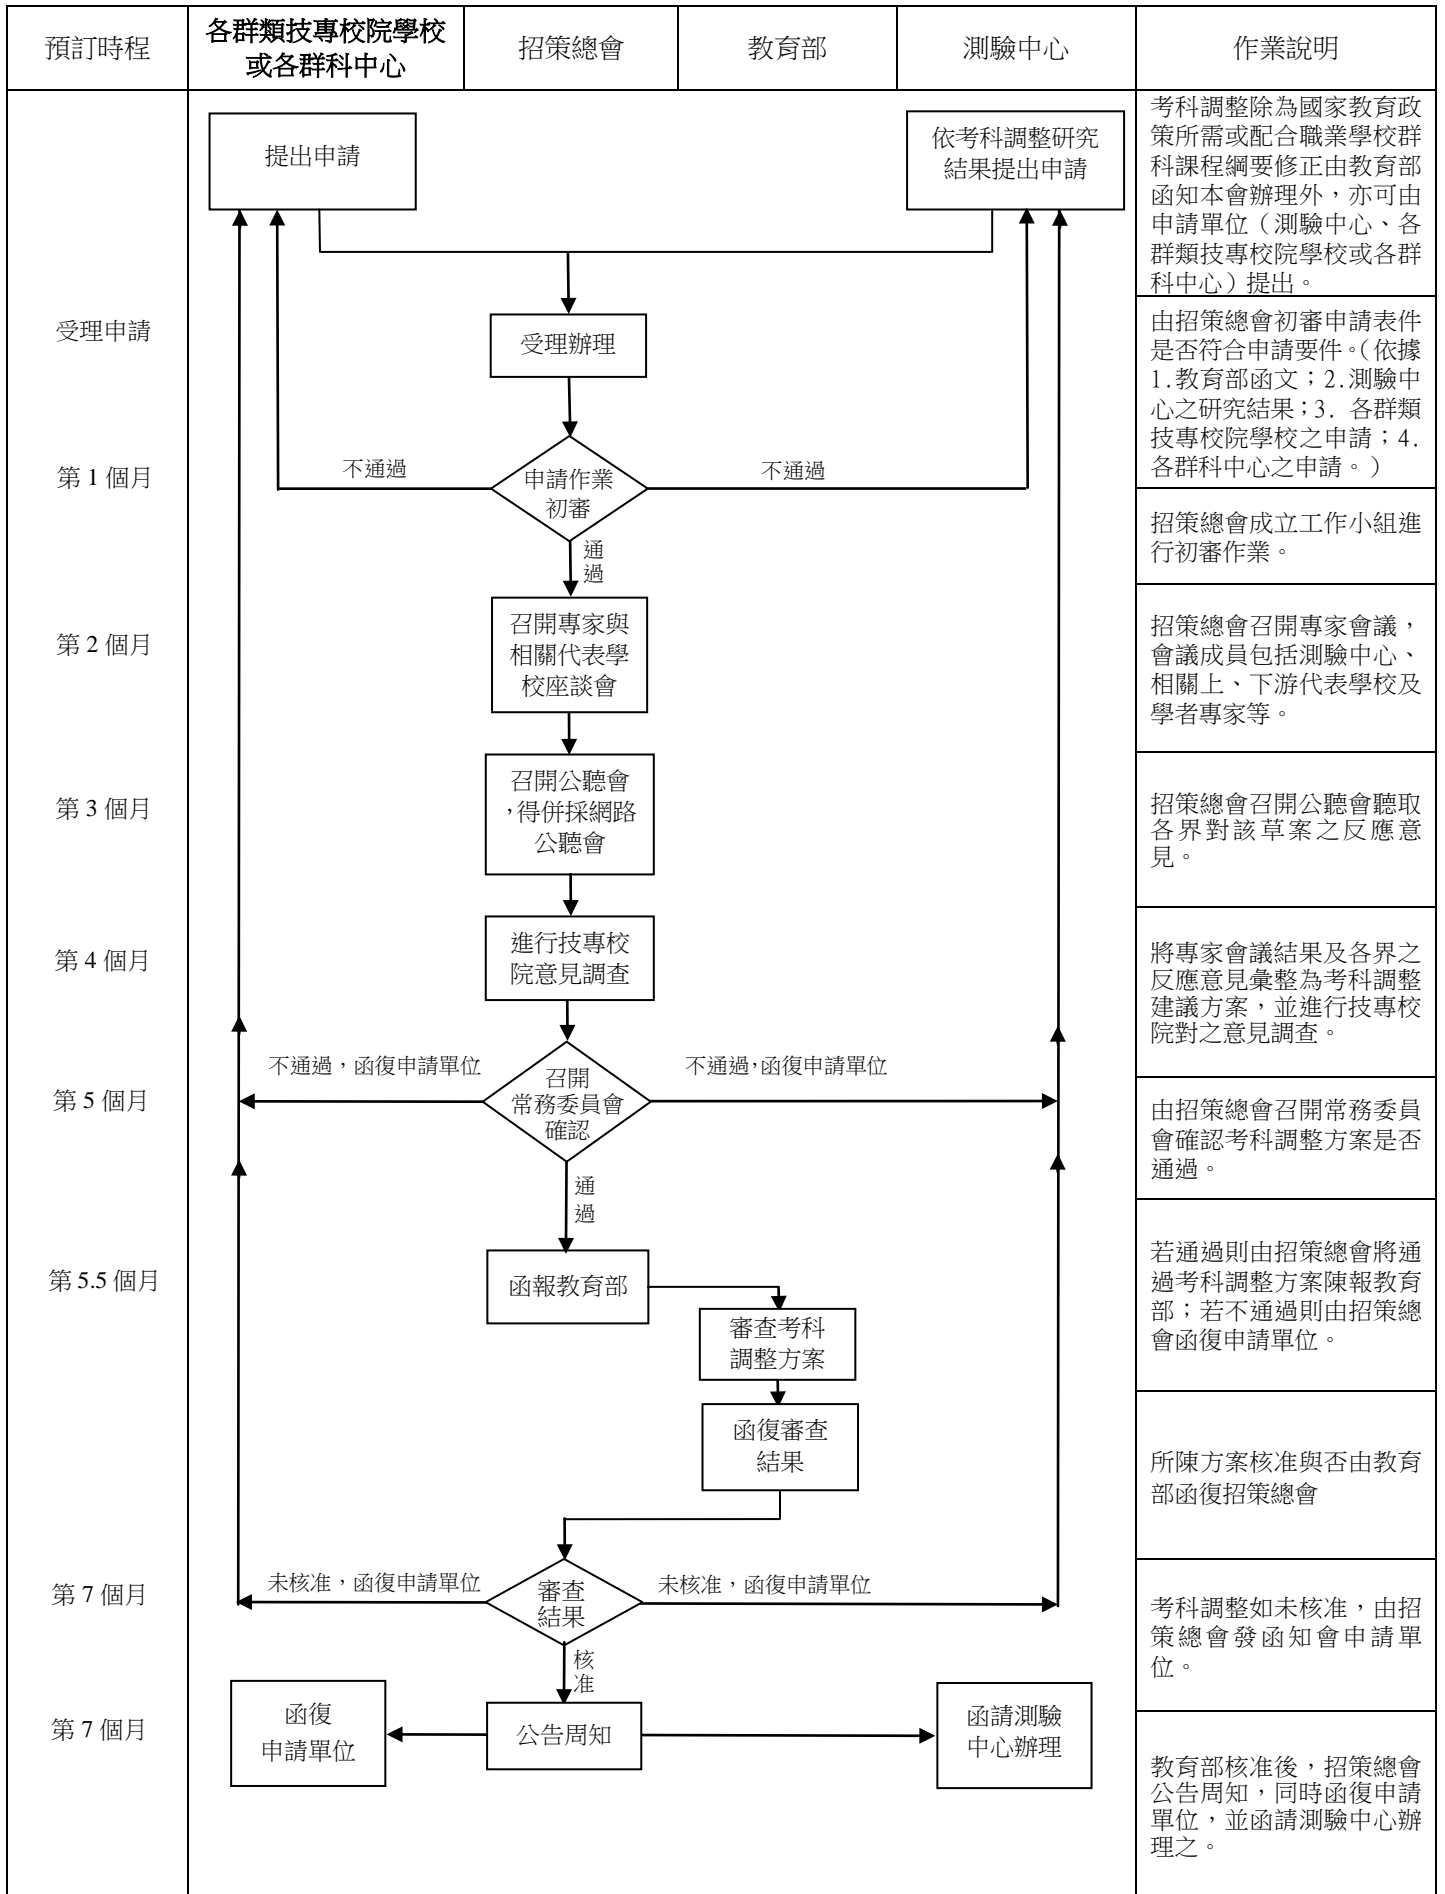 預訂時程
各群類技專校院學校
或各群科中心
招策總會
教育部
測驗中心
作業說明
提出申請
依考科調整研究
結果提出申請
考科調整除為國家教育政
策所需或配合職業學校群
科課程綱要修正由教育部
函知本會辦理外，亦可由
申請單位（測驗中心、各
群類技專校院學校或各群
科中心）提出。
受理申請
受理辦理
由招策總會初審申請表件
是否符合申請要件。（依據
1.教育部函文；2.測驗中
心之研究結果；3. 各群類
技專校院學校之申請；4.
各群科中心之申請。）
第 1 個月
不通過
申請作業
初審
不通過
通
過
招策總會成立工作小組進
行初審作業。
第 2 個月
召開專家與
相關代表學
校座談會
招策總會召開專家會議，
會議成員包括測驗中心、
相關上、下游代表學校及
學者專家等。
第 3 個月
召開公聽會
，得併採網路
公聽會
招策總會召開公聽會聽取
各界對該草案之反應意
見。
第 4 個月
進行技專校
院意見調查
將專家會議結果及各界之
反應意見彙整為考科調整
建議方案，並進行技專校
院對之意見調查。
第 5 個月
不通過，函復申請單位
召開
常務委員會
確認
不通過，函復申請單位
通
過
由招策總會召開常務委員
會確認考科調整方案是否
通過。
第 5.5 個月
函報教育部
審查考科
調整方案
若通過則由招策總會將通
過考科調整方案陳報教育
部；若不通過則由招策總
會函復申請單位。
函復審查
結果
所陳方案核准與否由教育
部函復招策總會
第 7 個月
未核准，函復申請單位
審查
結果
未核准，函復申請單位
核
准
考科調整如未核准，由招
策總會發函知會申請單
位。
第 7 個月
函復
申請單位
公告周知
函請測驗
中心辦理
教育部核准後，招策總會
公告周知，同時函復申請
單位，並函請測驗中心辦
理之。